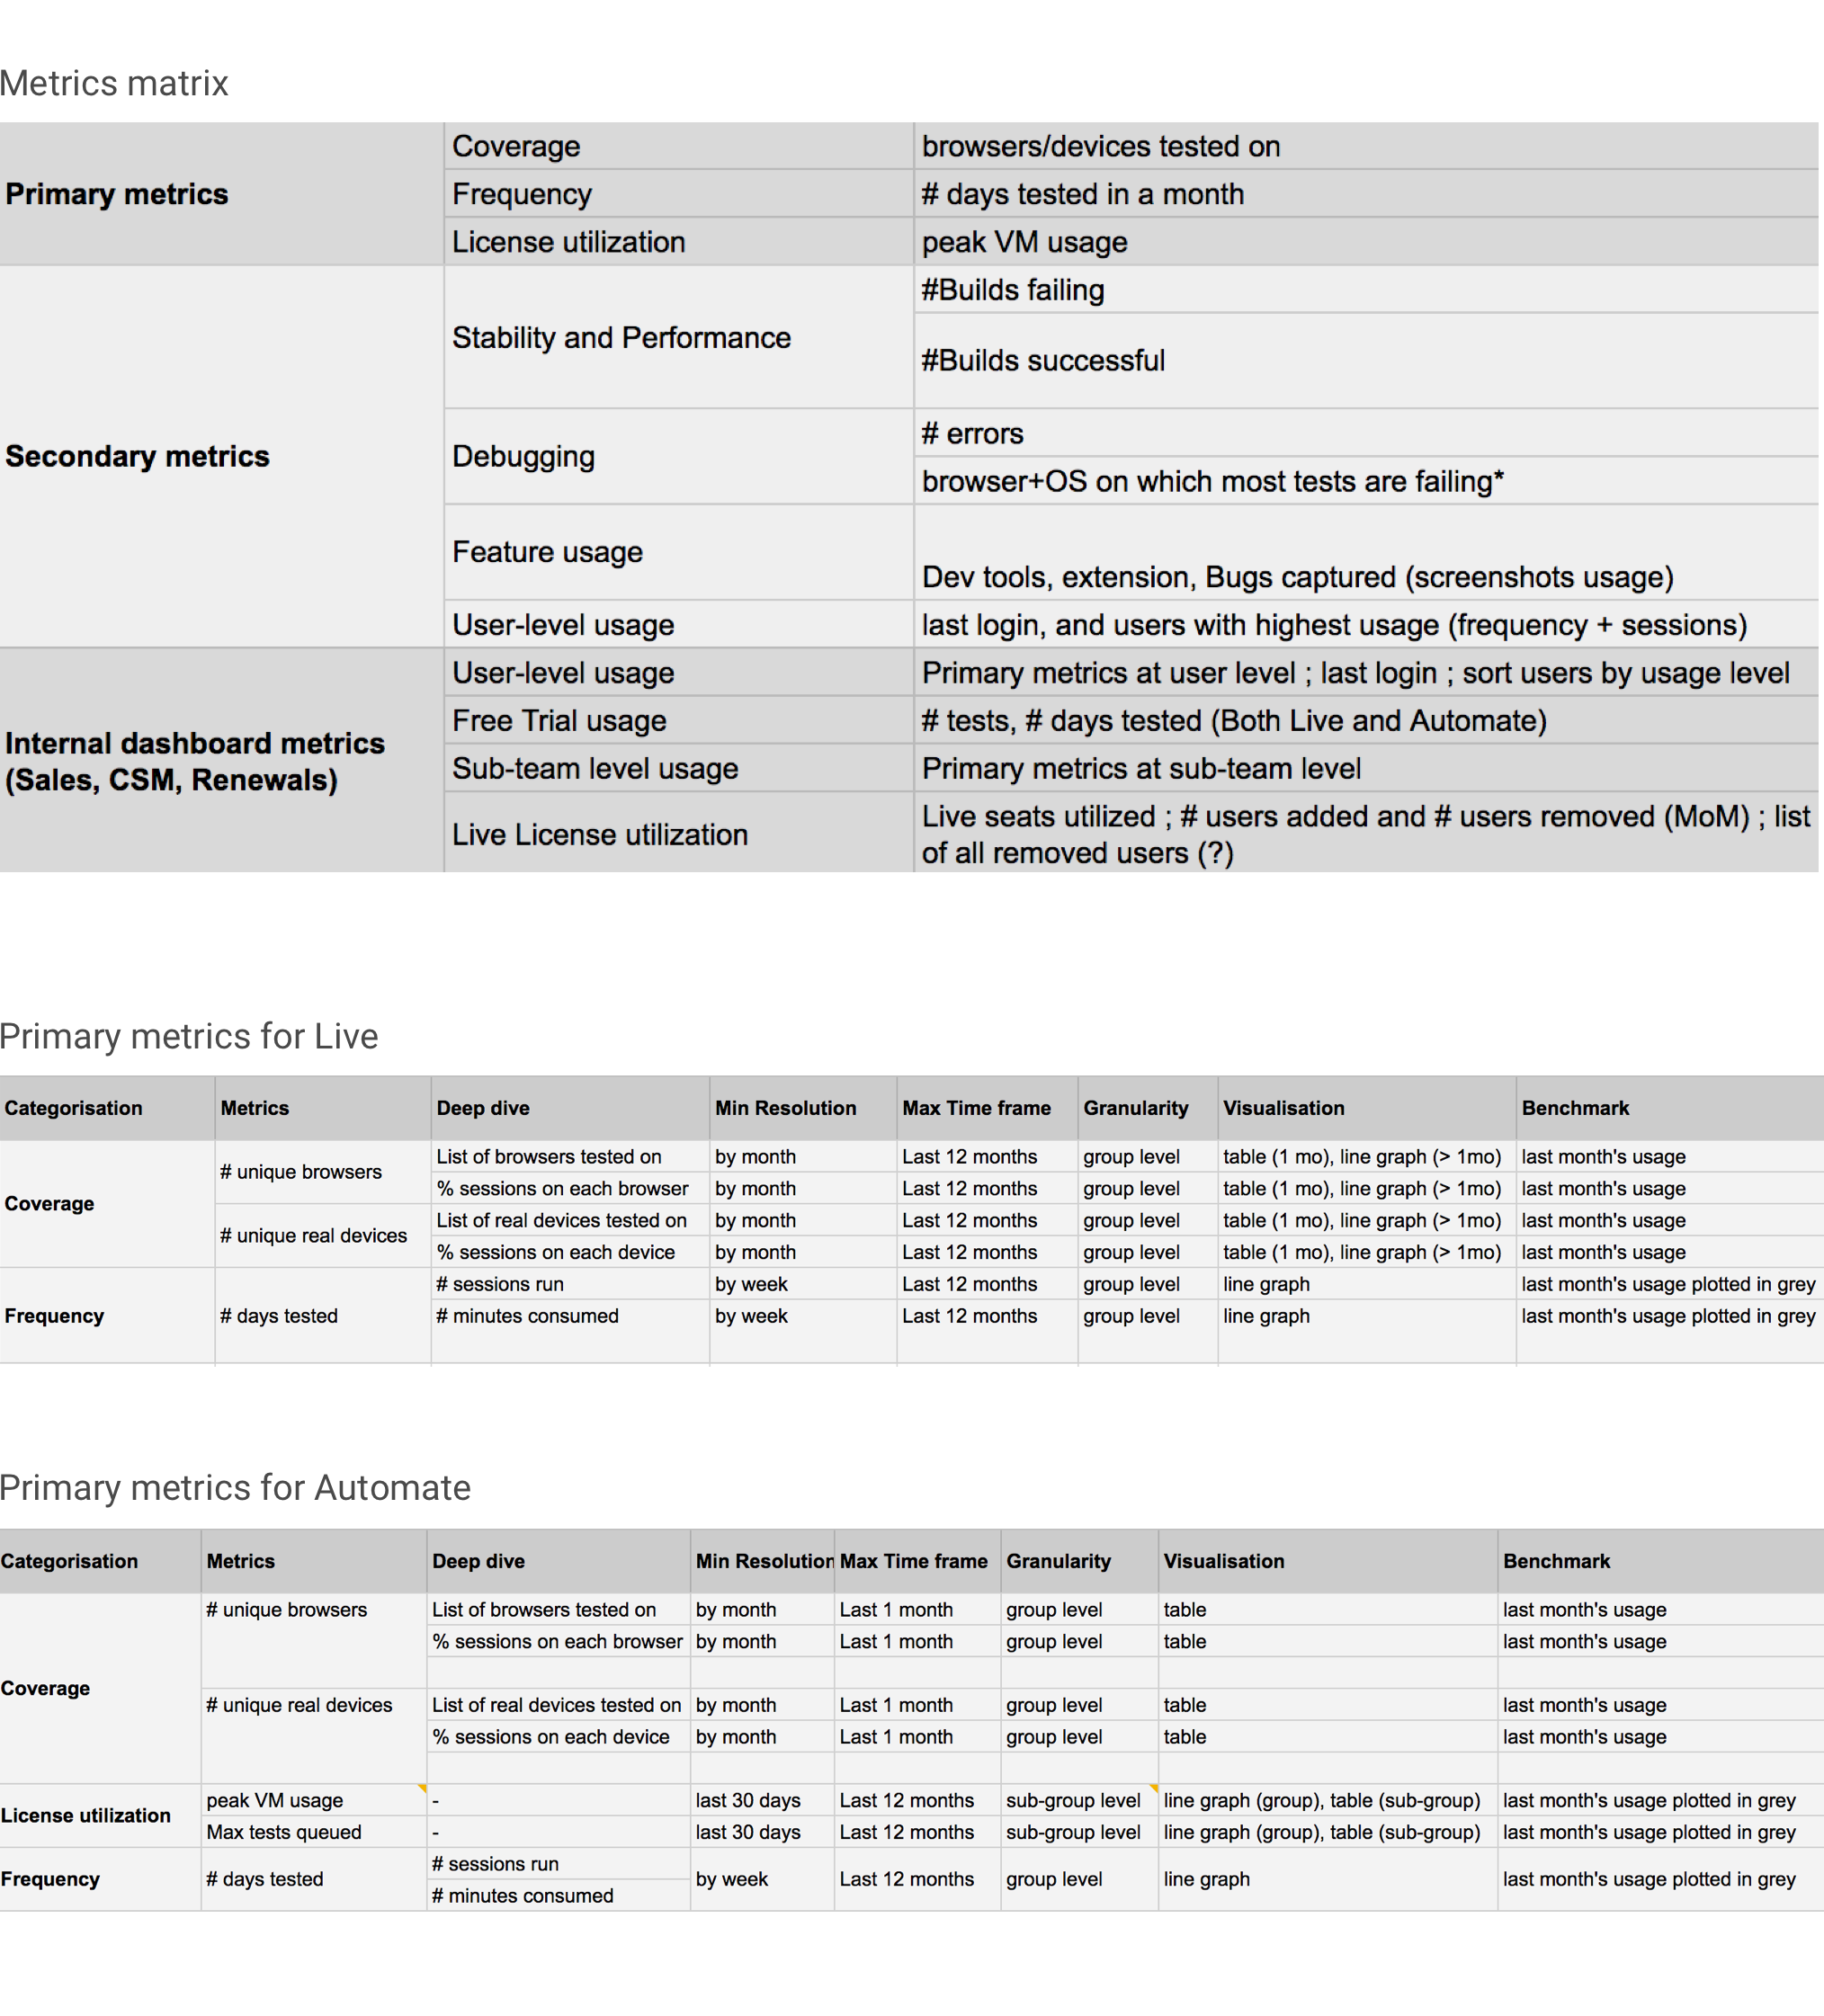 Metrics matrix
Primary metrics
Coverage
browsers/devices tested on
Frequency
# days tested in a month
License utilization
peak VM usage
Secondary metrics
Stability and Performance
#Builds failing
#Builds successful
Debugging
# errors
browser+OS on which most tests are failing*
Feature usage
Dev tools, extension, Bugs captured (screenshots usage)
User-level usage
last login, and users with highest usage (frequency + sessions)
Internal dashboard metrics
(Sales, CSM, Renewals)
User-level usage
Primary metrics at user level ; last login ; sort users by usage level
Free Trial usage
# tests, # days tested (Both Live and Automate)
Sub-team level usage
Primary metrics at sub-team level
Live License utilization
Live seats utilized ; # users added and # users removed (MoM) ; list
of all removed users (?)
Primary metrics for Live
Categorisation Metrics Deep dive Min Resolution Max Time frame Granularity Visualisation Benchmark
Coverage
# unique browsers
List of browsers tested on by month Last 12 months group level table (1 mo), line graph (> 1mo) last month's usage
% sessions on each browser by month Last 12 months group level table (1 mo), line graph (> 1mo) last month's usage
# unique real devices
List of real devices tested on by month Last 12 months group level table (1 mo), line graph (> 1mo) last month's usage
% sessions on each device by month Last 12 months group level table (1 mo), line graph (> 1mo) last month's usage
Frequency
# days tested
# sessions run by week Last 12 months group level line graph last month's usage plotted in grey
# minutes consumed by week Last 12 months group level line graph last month's usage plotted in grey
Primary metrics for Automate
Categorisation Metrics Deep dive Min Resolution Max Time frame Granularity Visualisation Benchmark
Coverage
# unique browsers List of browsers tested on by month Last 1 month group level table last month's usage
% sessions on each browser by month Last 1 month group level table last month's usage
# unique real devices List of real devices tested on by month Last 1 month group level table last month's usage
% sessions on each device by month Last 1 month group level table last month's usage
License utilization
peak VM usage - last 30 days Last 12 months sub-group level line graph (group), table (sub-group) last month's usage plotted in grey
Max tests queued - last 30 days Last 12 months sub-group level line graph (group), table (sub-group) last month's usage plotted in grey
Frequency
# days tested
# sessions run
# minutes consumed
by week Last 12 months group level line graph last month's usage plotted in grey